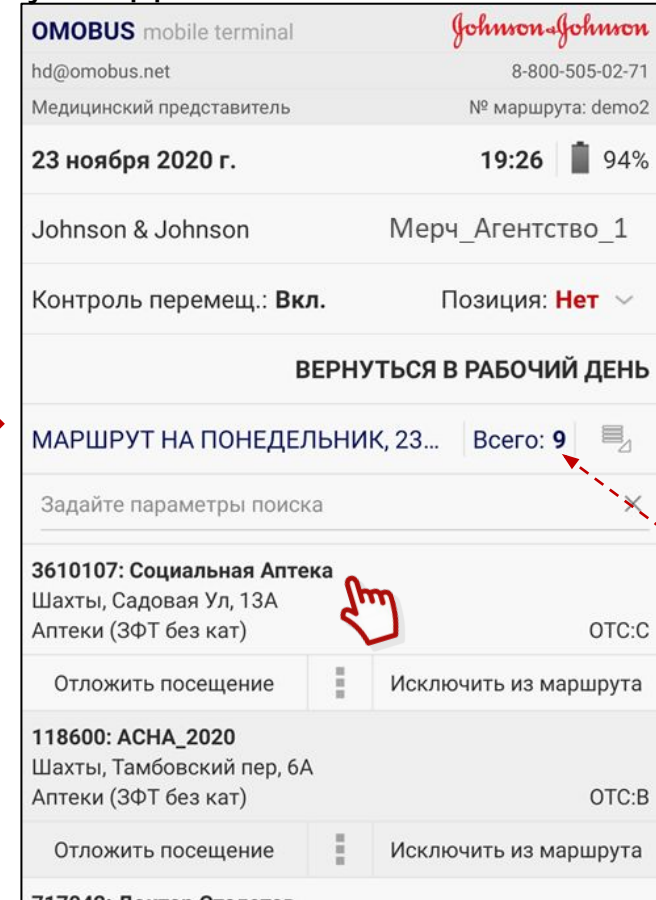 OMOBUS mobile terminal Johnson & Johnson
hd@omobus.net 8-800-505-02-71
Медицинский представитель № маршрута: demo2
23 ноября 2020 г. 19:26 94%
Johnson & Johnson Мерч_Агентство_1
Контроль перемещ.: Вкл. Позиция: Нет
ВЕРНУТЬСЯ В РАБОЧИЙ ДЕНЬ
МАРШРУТ НА ПОНЕДЕЛЬНИК, 23... Всего: 9
Задайте параметры поиска
3610107: Социальная Аптека
Шахты, Садовая Ул, 13А
Аптеки (ЗФТ без кат) OTC:C
Отложить посещение Исключить из маршрута
118600: АСНА_2020
Шахты, Тамбовский пер, 6А
Аптеки (ЗФТ без кат) OTC:B
Отложить посещение Исключить из маршрута